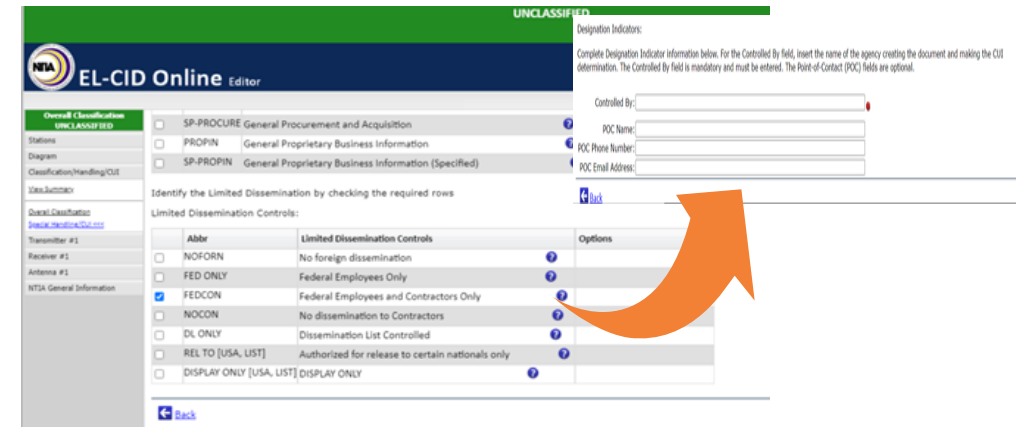 UNCLASSIFIED
NTIA
EL-CID Online Editor
Overall Classification
UNCLASSIFIED
Stations
Diagram
Classification/Handling/CUI
View Summary
Overall Classification
Special Handling/CUI <<<
Transmitter #1
Receiver #1
Antenna #1
NTIA General Information
SP-PROCURE General Procurement and Acquisition
PROPIN General Proprietary Business Information
SP-PROPIN General Proprietary Business Information (Specified)
Identify the Limited Dissemination by checking the required rows
Limited Dissemination Controls:
Abbr Limited Dissemination Controls Options
NOFORN No foreign dissemination
FED ONLY Federal Employees Only
FEDCON Federal Employees and Contractors Only
NOCON No dissemination to Contractors
DL ONLY Dissemination List Controlled
REL TO [USA, LIST] Authorized for release to certain nationals only
DISPLAY ONLY [USA, LIST] DISPLAY ONLY
Back
Designation Indicators:
Complete Designation Indicator information below. For the Controlled By field, insert the name of the agency creating the document and making the CUI
determination. The Controlled By field is mandatory and must be entered. The Point-of-Contact (POC) fields are optional.
Controlled By:
POC Name:
POC Phone Number:
POC Email Address:
Back